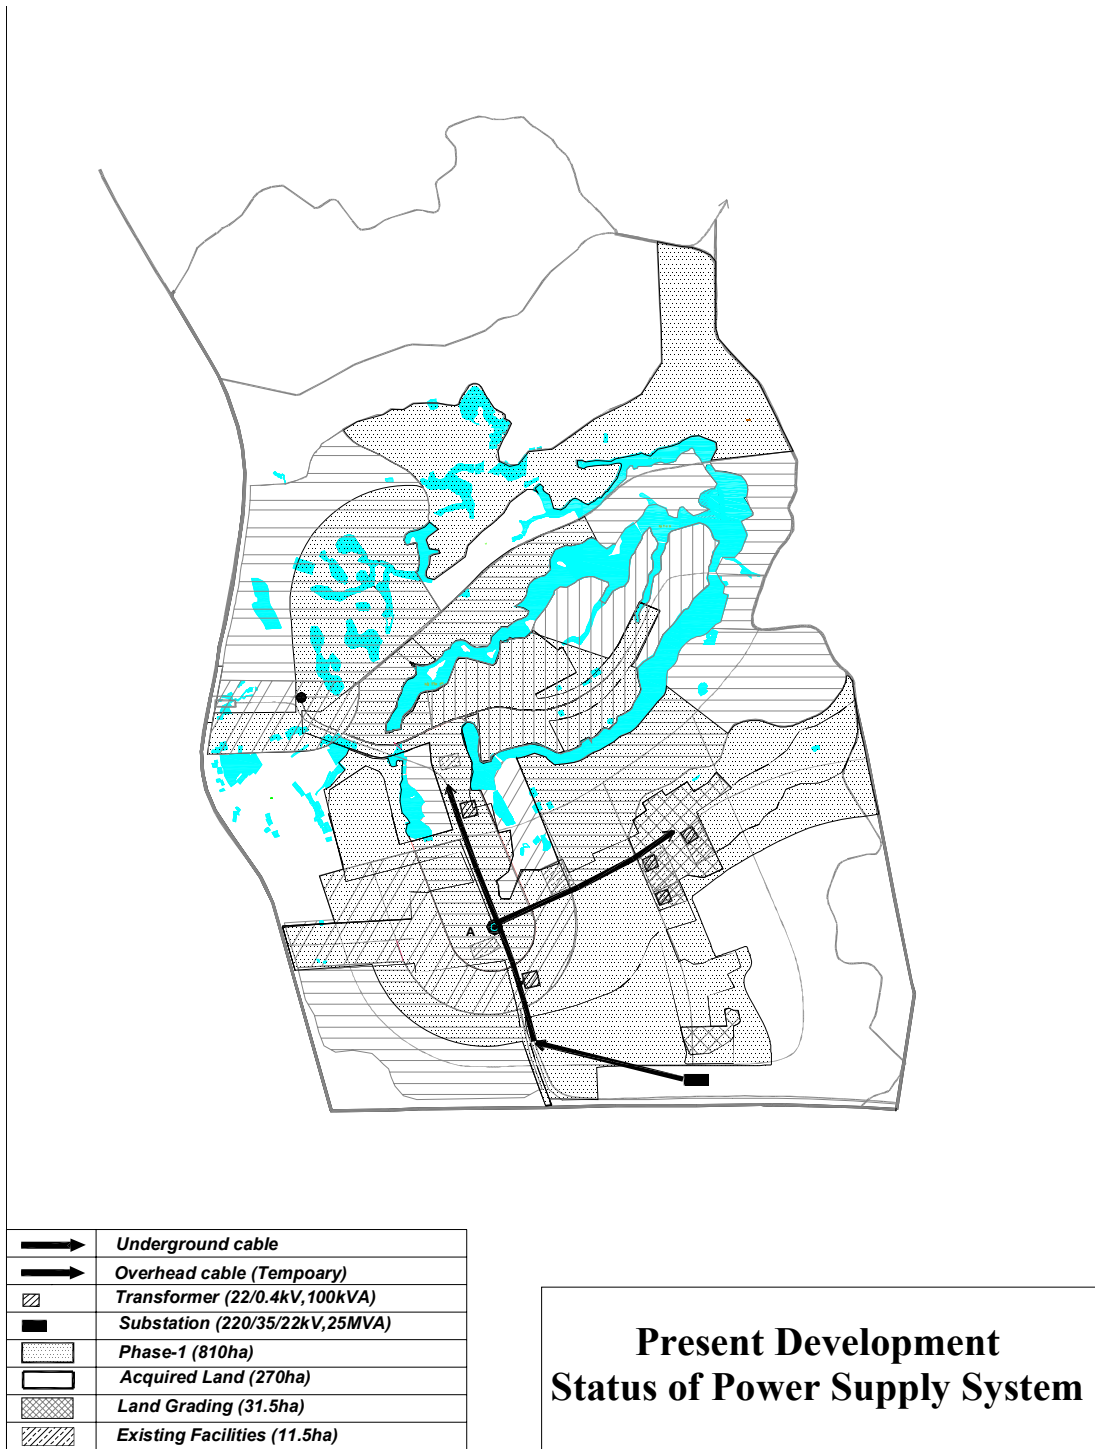 A
Underground cable
Overhead cable (Tempoary)
Transformer (22/0.4kV,100kVA)
Substation (220/35/22kV,25MVA)
Phase-1 (810ha)
Acquired Land (270ha)
Land Grading (31.5ha)
Existing Facilities (11.5ha)
Present Development
Status of Power Supply System